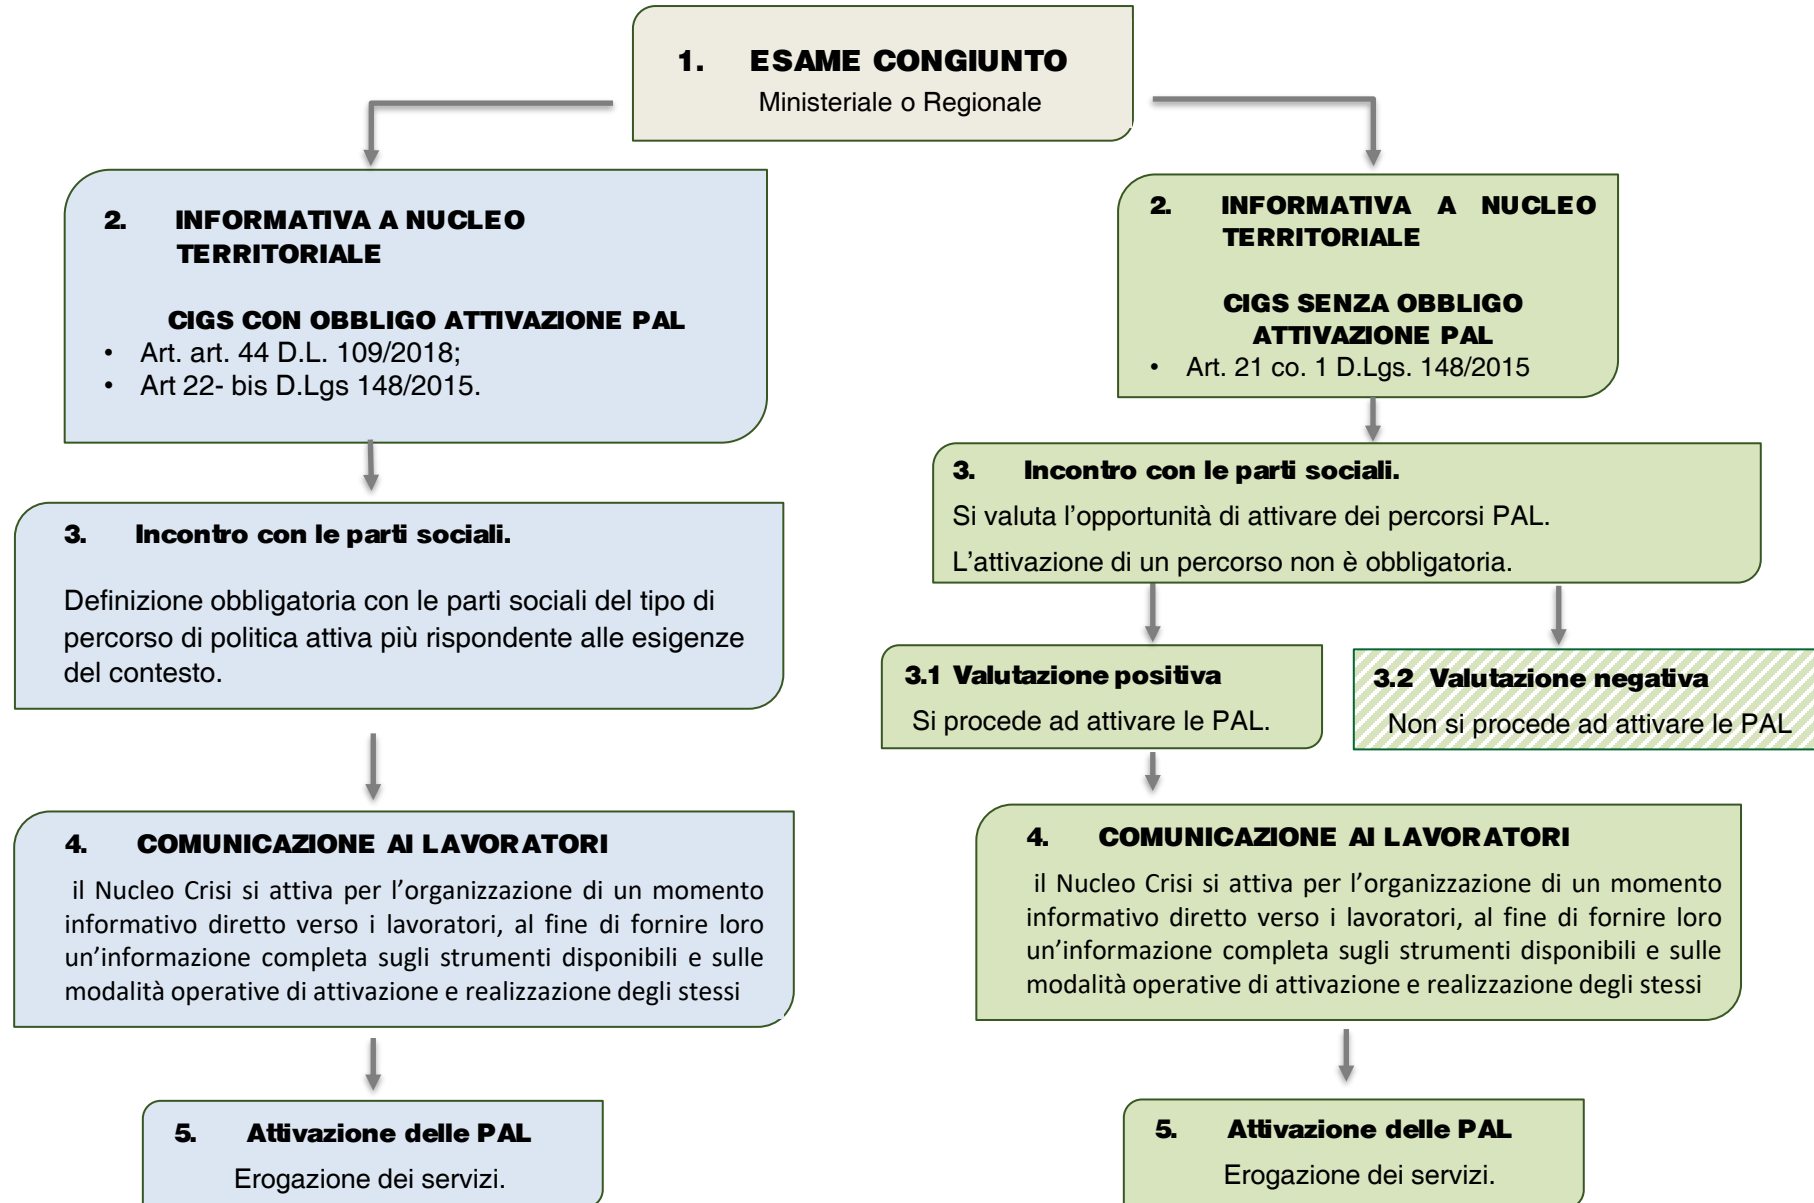 1. ESAME CONGIUNTO
Ministeriale o Regionale
2. INFORMATIVA A NUCLEO
TERRITORIALE
CIGS CON OBBLIGO ATTIVAZIONE PAL
• Art. art. 44 D.L. 109/2018;
• Art 22- bis D.Lgs 148/2015.
3. Incontro con le parti sociali.
Definizione obbligatoria con le parti sociali del tipo di
percorso di politica attiva più rispondente alle esigenze
del contesto.
4. COMUNICAZIONE AI LAVORATORI
il Nucleo Crisi si attiva per l’organizzazione di un momento
informativo diretto verso i lavoratori, al fine di fornire loro
un’informazione completa sugli strumenti disponibili e sulle
modalità operative di attivazione e realizzazione degli stessi
5. Attivazione delle PAL
Erogazione dei servizi.
2. INFORMATIVA A NUCLEO
TERRITORIALE
CIGS SENZA OBBLIGO
ATTIVAZIONE PAL
• Art. 21 co. 1 D.Lgs. 148/2015
3. Incontro con le parti sociali.
Si valuta l’opportunità di attivare dei percorsi PAL.
L’attivazione di un percorso non è obbligatoria.
3.1 Valutazione positiva
Si procede ad attivare le PAL.
3.2 Valutazione negativa
Non si procede ad attivare le PAL
4. COMUNICAZIONE AI LAVORATORI
il Nucleo Crisi si attiva per l’organizzazione di un momento
informativo diretto verso i lavoratori, al fine di fornire loro
un’informazione completa sugli strumenti disponibili e sulle
modalità operative di attivazione e realizzazione degli stessi
5. Attivazione delle PAL
Erogazione dei servizi.